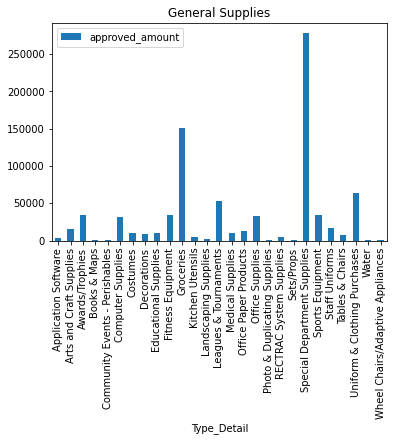 General Supplies
approved_amount
250000
200000
150000
100000
50000
0
Application Software
Arts and Craft Supplies
Awards/Trophies
Books & Maps
Community Events - Perishables
Computer Supplies
Costumes
Decorations
Educational Supplies
Fitness Equipment
Groceries
Kitchen Utensils
Landscaping Supplies
Leagues & Tournaments
Medical Supplies
Office Paper Products
Office Supplies
Photo & Duplicating Supplies
RECTRAC System Supplies
Sets/Props
Special Department Supplies
Sports Equipment
Staff Uniforms
Tables & Chairs
Uniform & Clothing Purchases
Water
Wheel Chairs/Adaptive Appliances
Type_Detail